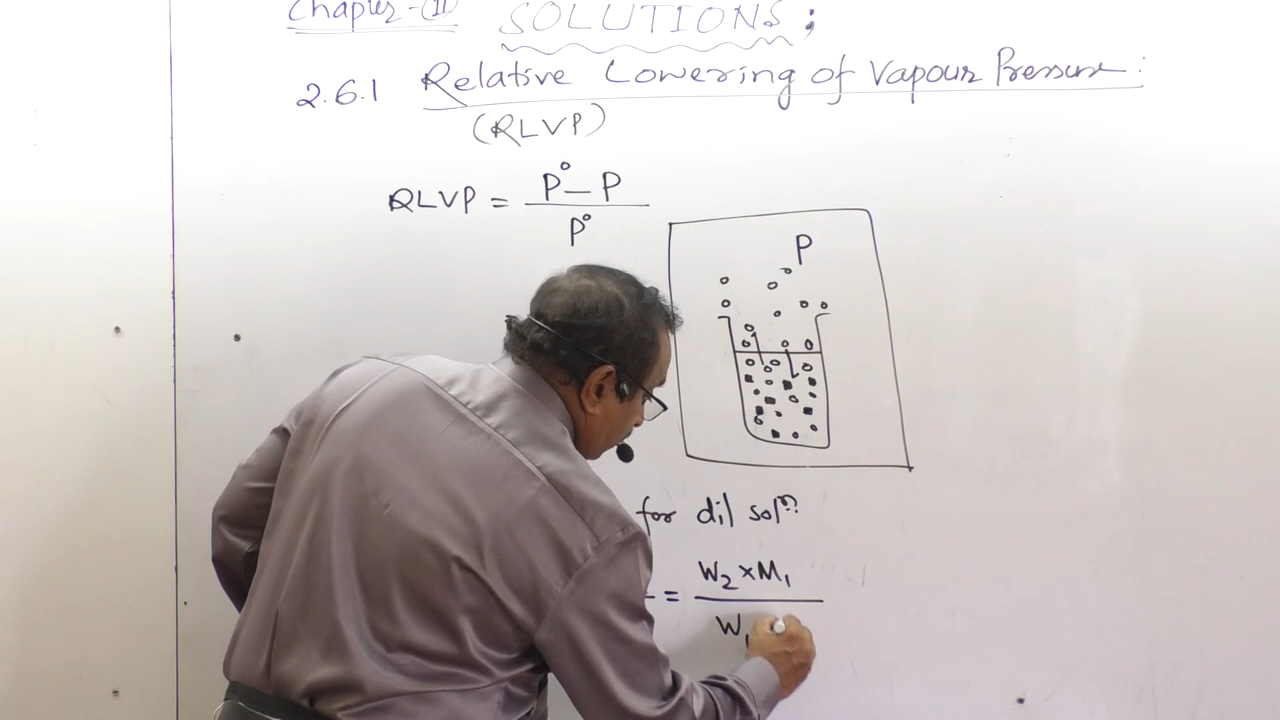 Chapter-(II) SOLUTIONS;
2.6.1 Relative Lowering of Vapour Pressure:
(RLVP)
RLVP = P° - P / P°
P
for dil solⁿ
= W₂ × M₁ / W₁